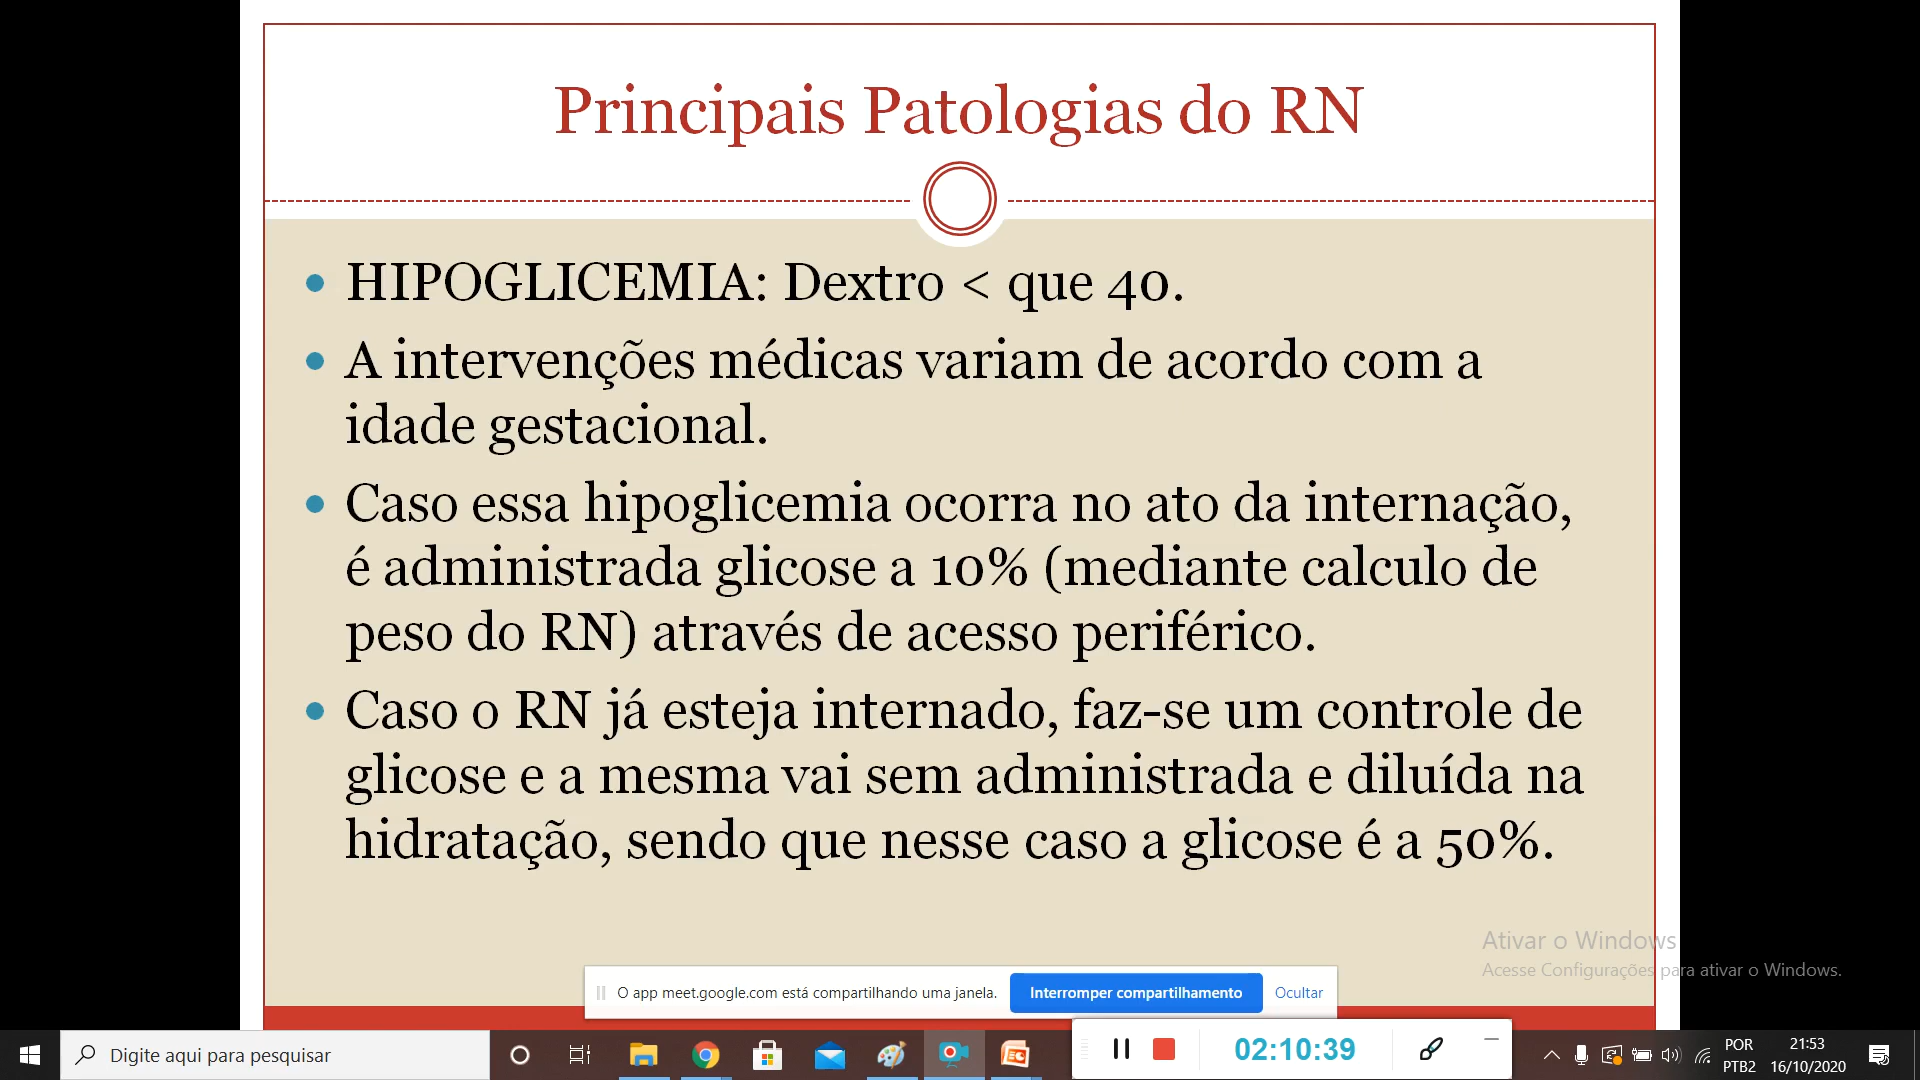 Principais Patologias do RN
HIPOGLICEMIA: Dextro < que 40.
A intervenções médicas variam de acordo com a
idade gestacional.
Caso essa hipoglicemia ocorra no ato da internação,
é administrada glicose a 10% (mediante calculo de
peso do RN) através de acesso periférico.
Caso o RN já esteja internado, faz-se um controle de
glicose e a mesma vai sem administrada e diluída na
hidratação, sendo que nesse caso a glicose é a 50%.
Ativar o Windows
Acesse Configurações para ativar o Windows.
O app meet.google.com está compartilhando uma janela.
Interromper compartilhamento
Ocultar
Digite aqui para pesquisar
02:10:39
POR
PTB2
21:53
16/10/2020